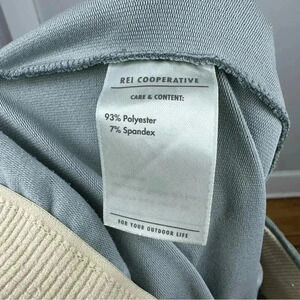 REI COOPERATIVE
CARE & CONTENT:
93% Polyester
7% Spandex
FOR YOUR OUTDOOR LIFE